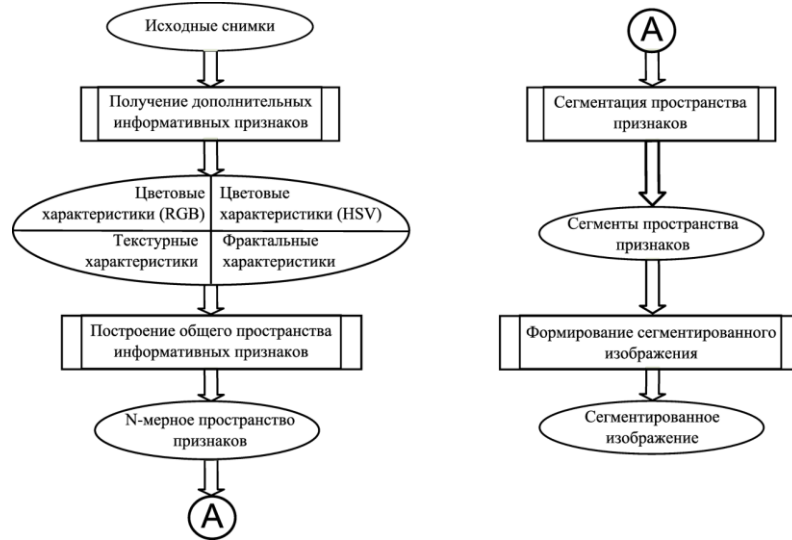 Исходные снимки
Получение дополнительных
информативных признаков
Цветовые
характеристики (RGB)
Цветовые
характеристики (HSV)
Текстурные
характеристики
Фрактальные
характеристики
Построение общего пространства
информативных признаков
N-мерное пространство
признаков
А
А
Сегментация пространства
признаков
Сегменты пространства
признаков
Формирование сегментированного
изображения
Сегментированное
изображение